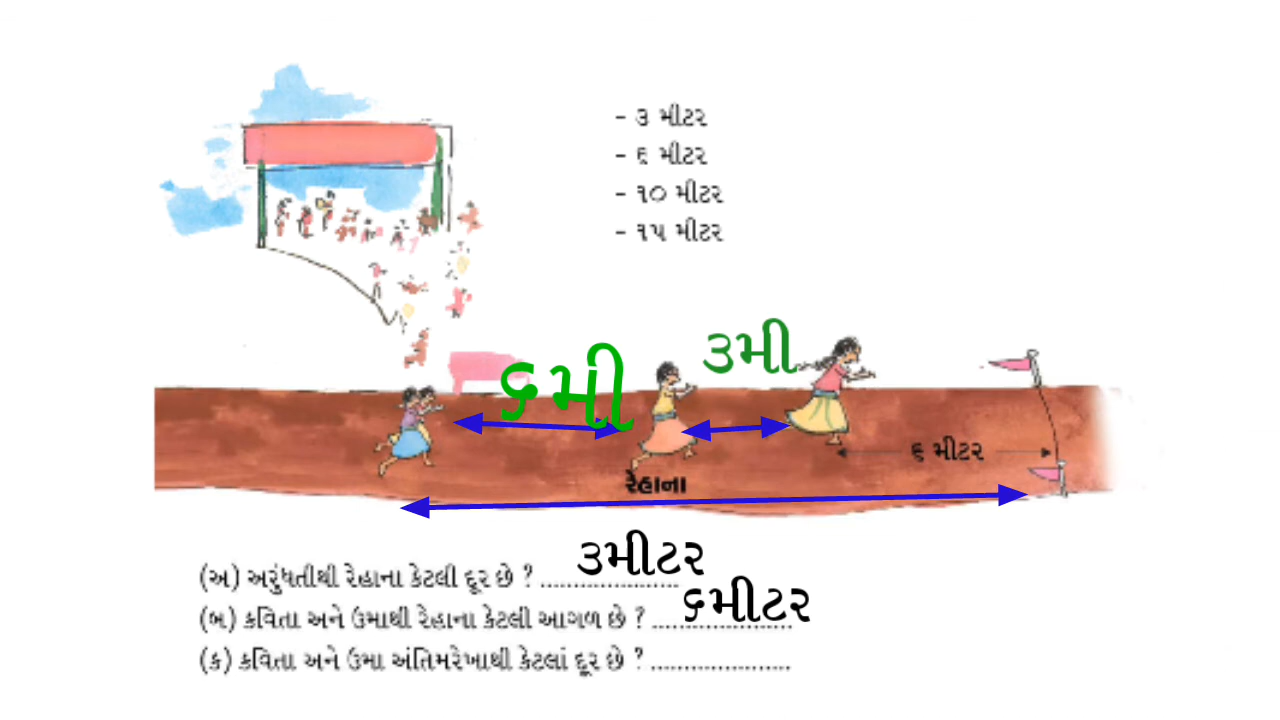 - ૩ મીટર
- ૬ મીટર
- ૧૦ મીટર
- ૧૫ મીટર
૬મી
૩મી
૬ મીટર
રેહાના
(અ) અરુંધતીથી રેહાના કેટલી દૂર છે ? ૩મીટર
(બ) કવિતા અને ઉમાથી રેહાના કેટલી આગળ છે ? ૬મીટર
(ક) કવિતા અને ઉમા અંતિમરેખાથી કેટલાં દૂર છે ? .....................